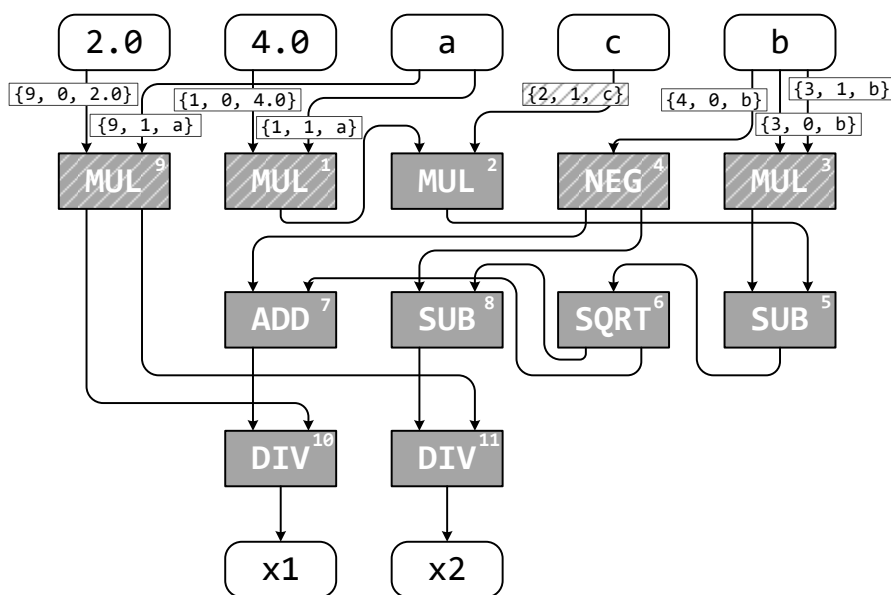 2.0
4.0
a
c
b
{9, 0, 2.0}
{1, 0, 4.0}
{2, 1, c}
{4, 0, b}
{3, 1, b}
{9, 1, a}
{1, 1, a}
{3, 0, b}
MUL 9
MUL 1
MUL 2
NEG 4
MUL 3
ADD 7
SUB 8
SQRT 6
SUB 5
DIV 10
DIV 11
x1
x2